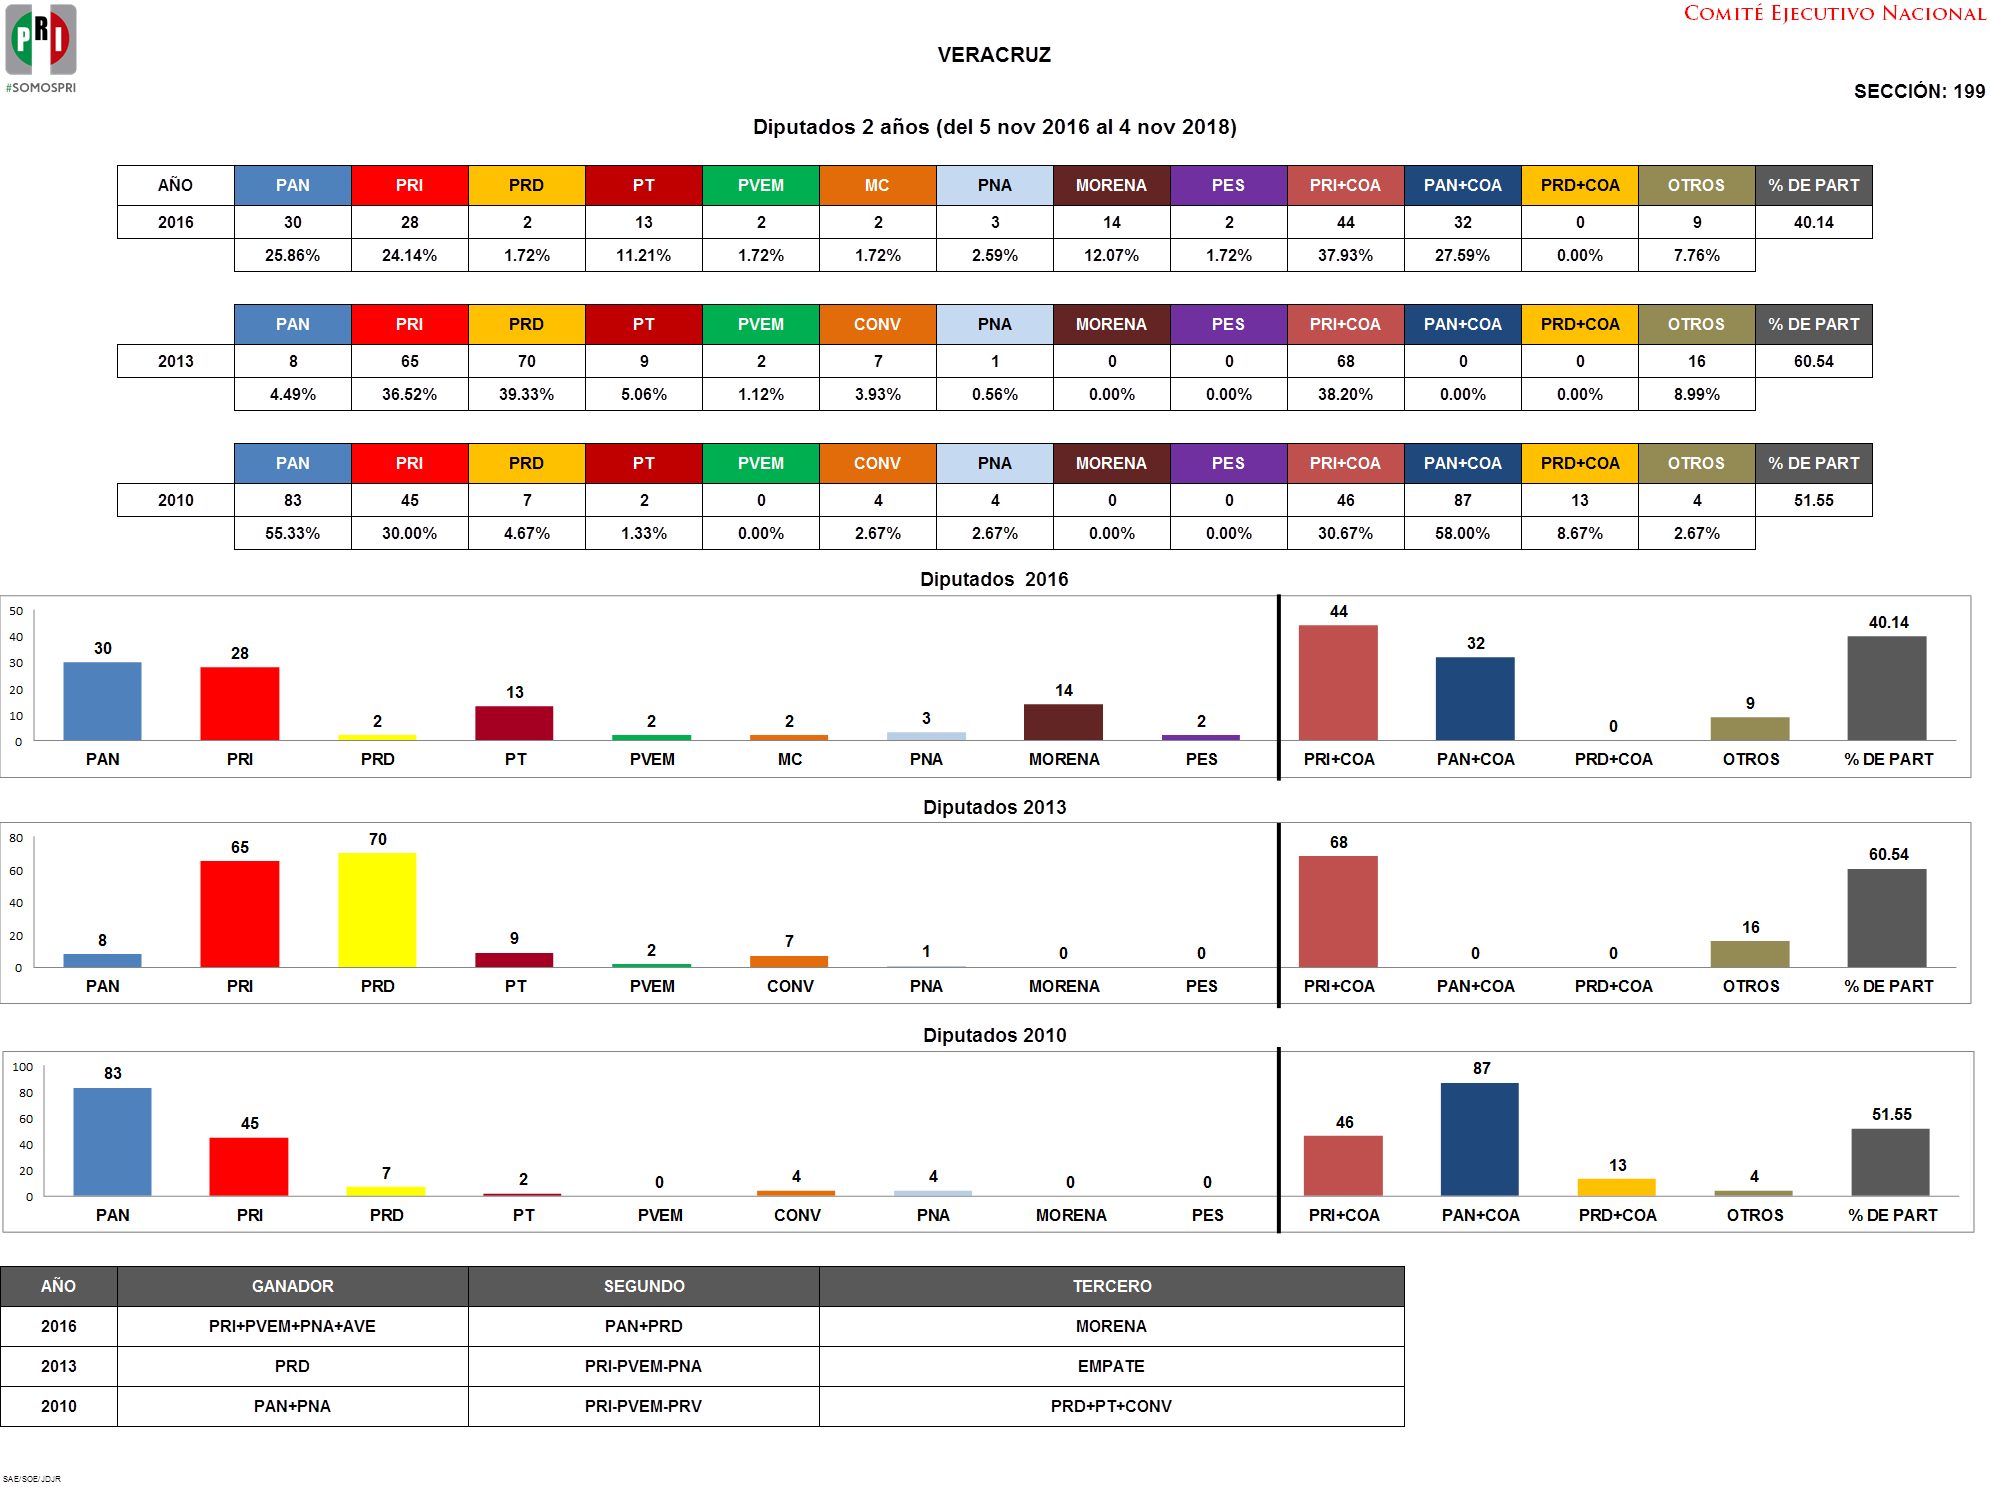 PRI
#SOMOSPRI
COMITÉ EJECUTIVO NACIONAL
VERACRUZ
SECCIÓN: 199
Diputados 2 años (del 5 nov 2016 al 4 nov 2018)
AÑO PAN PRI PRD PT PVEM MC PNA MORENA PES PRI+COA PAN+COA PRD+COA OTROS % DE PART
2016 30 28 2 13 2 2 3 14 2 44 32 0 9 40.14
25.86% 24.14% 1.72% 11.21% 1.72% 1.72% 2.59% 12.07% 1.72% 37.93% 27.59% 0.00% 7.76%
PAN PRI PRD PT PVEM CONV PNA MORENA PES PRI+COA PAN+COA PRD+COA OTROS % DE PART
2013 8 65 70 9 2 7 1 0 0 68 0 0 16 60.54
4.49% 36.52% 39.33% 5.06% 1.12% 3.93% 0.56% 0.00% 0.00% 38.20% 0.00% 0.00% 8.99%
PAN PRI PRD PT PVEM CONV PNA MORENA PES PRI+COA PAN+COA PRD+COA OTROS % DE PART
2010 83 45 7 2 0 4 4 0 0 46 87 13 4 51.55
55.33% 30.00% 4.67% 1.33% 0.00% 2.67% 2.67% 0.00% 0.00% 30.67% 58.00% 8.67% 2.67%
Diputados 2016
50
40
30
20
10
0
30 28 2 13 2 2 3 14 2 44 32 0 9 40.14
PAN PRI PRD PT PVEM MC PNA MORENA PES PRI+COA PAN+COA PRD+COA OTROS % DE PART
Diputados 2013
80
60
40
20
0
8 65 70 9 2 7 1 0 0 68 0 0 16 60.54
PAN PRI PRD PT PVEM CONV PNA MORENA PES PRI+COA PAN+COA PRD+COA OTROS % DE PART
Diputados 2010
100
80
60
40
20
0
83 45 7 2 0 4 4 0 0 46 87 13 4 51.55
PAN PRI PRD PT PVEM CONV PNA MORENA PES PRI+COA PAN+COA PRD+COA OTROS % DE PART
AÑO GANADOR SEGUNDO TERCERO
2016 PRI+PVEM+PNA+AVE PAN+PRD MORENA
2013 PRD PRI-PVEM-PNA EMPATE
2010 PAN+PNA PRI-PVEM-PRV PRD+PT+CONV
SAE/SOE/JDJR